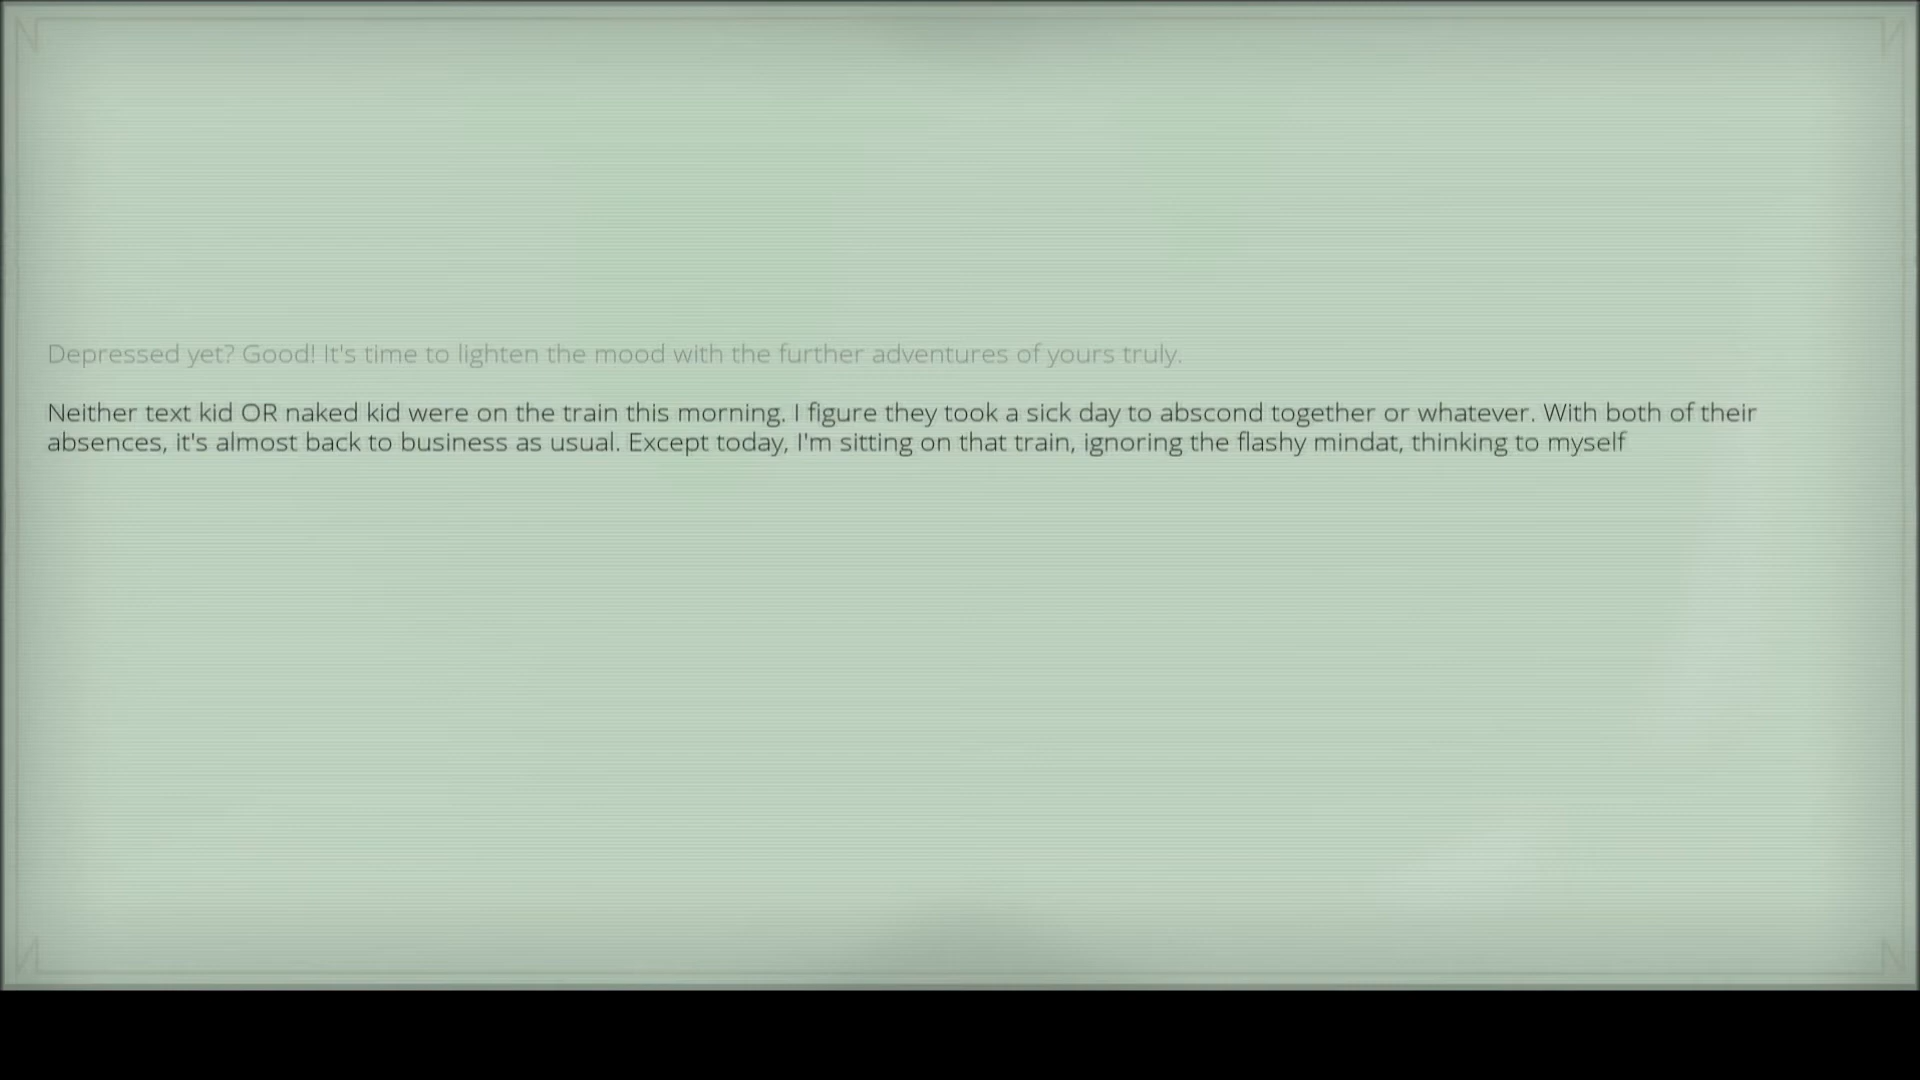 Depressed yet? Good! It's time to lighten the mood with the further adventures of yours truly.
Neither text kid OR naked kid were on the train this morning. I figure they took a sick day to abscond together or whatever. With both of their
absences, it's almost back to business as usual. Except today, I'm sitting on that train, ignoring the flashy mindat, thinking to myself